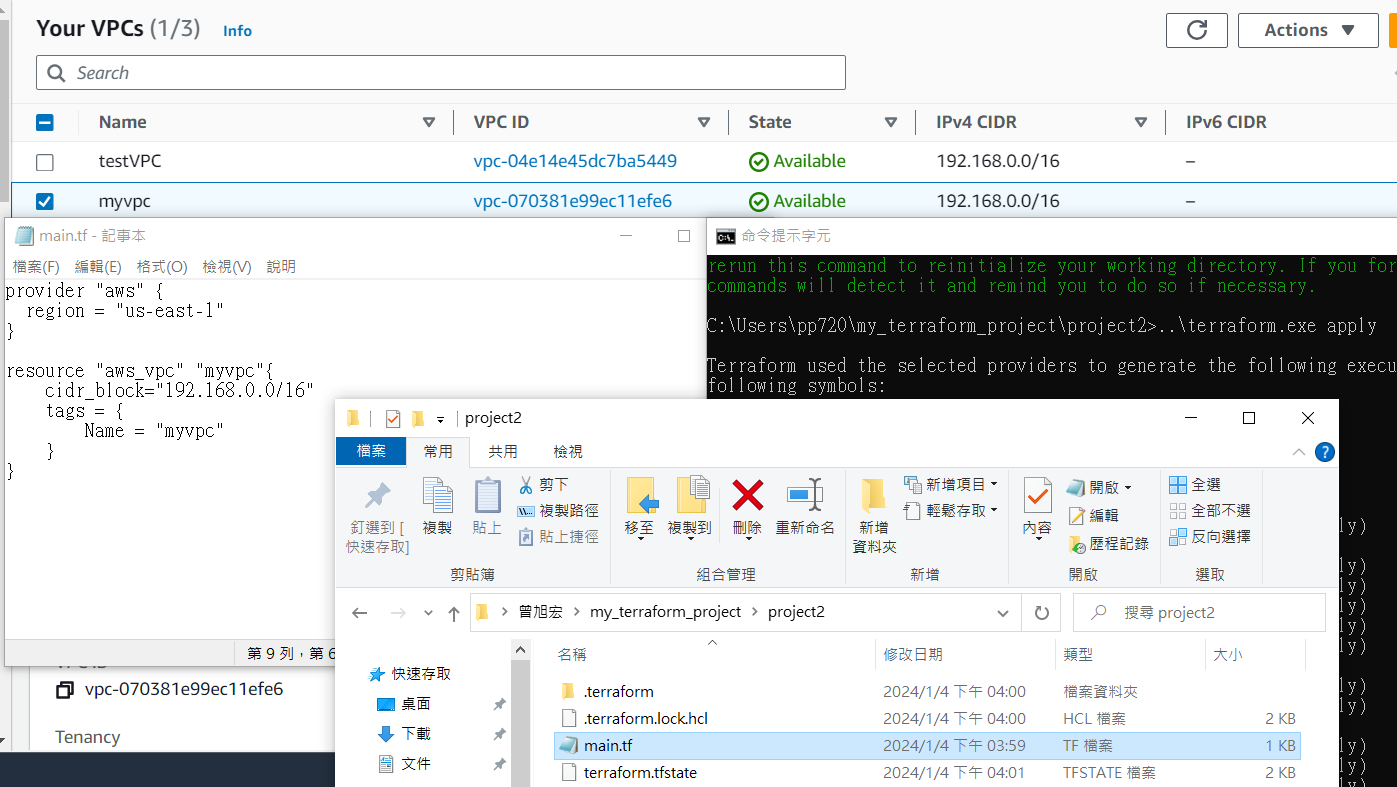 Your VPCs (1/3) Info
Actions
Search
Name VPC ID State IPv4 CIDR IPv6 CIDR
testVPC vpc-04e14e45dc7ba5449 Available 192.168.0.0/16 –
myvpc vpc-070381e99ec11efe6 Available 192.168.0.0/16 –
main.tf - 記事本
檔案(F) 編輯(E) 格式(O) 檢視(V) 說明
provider "aws" {
region = "us-east-1"
}
resource "aws_vpc" "myvpc"{
cidr_block="192.168.0.0/16"
tags = {
Name = "myvpc"
}
}
第 9 列，第 6
命令提示字元
rerun this command to reinitialize your working directory. If you for
commands will detect it and remind you to do so if necessary.
C:\Users\pp720\my_terraform_project\project2>..\terraform.exe apply
Terraform used the selected providers to generate the following execu
following symbols:
ly)
ly)
ly)
ly)
ly)
ly)
ly)
ly)
ly)
ly)
ly)
project2
檔案 常用 共用 檢視
釘選到 [
快速存取]
複製
貼上
剪下
複製路徑
貼上捷徑
移至
複製到
刪除
重新命名
新增
資料夾
新增項目
輕鬆存取
內容
開啟
編輯
歷程記錄
全選
全部不選
反向選擇
剪貼簿 組合管理 新增 開啟 選取
曾旭宏 > my_terraform_project > project2
搜尋 project2
名稱 修改日期 類型 大小
快速存取
桌面
下載
文件
.terraform 2024/1/4 下午 04:00 檔案資料夾
.terraform.lock.hcl 2024/1/4 下午 04:00 HCL 檔案 2 KB
main.tf 2024/1/4 下午 03:59 TF 檔案 1 KB
terraform.tfstate 2024/1/4 下午 04:01 TFSTATE 檔案 2 KB
vpc-070381e99ec11efe6
Tenancy